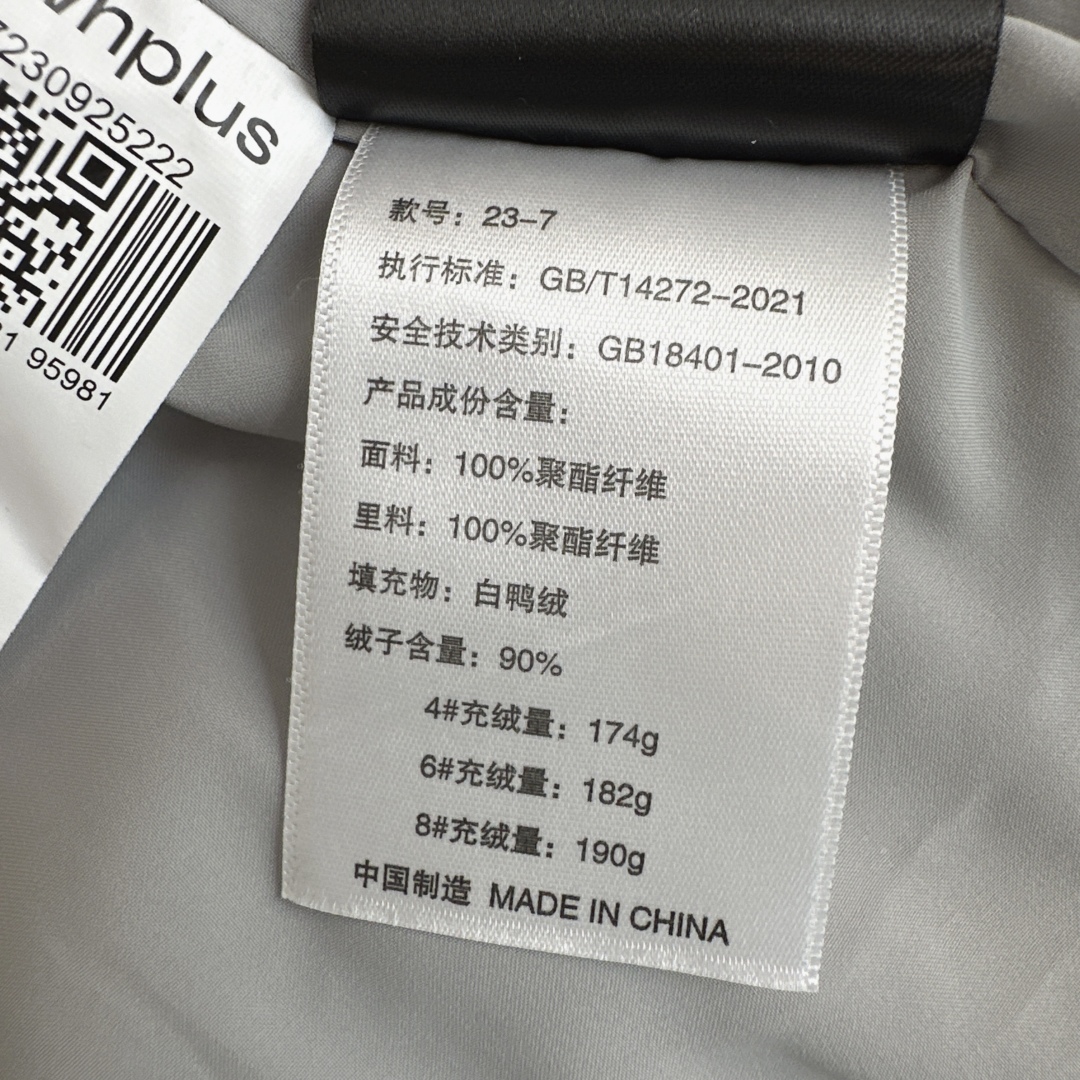 hplus
230925222
95981
款号：23-7
执行标准：GB/T14272-2021
安全技术类别：GB18401-2010
产品成份含量：
面料：100%聚酯纤维
里料：100%聚酯纤维
填充物：白鸭绒
绒子含量：90%
4#充绒量：174g
6#充绒量：182g
8#充绒量：190g
中国制造 MADE IN CHINA